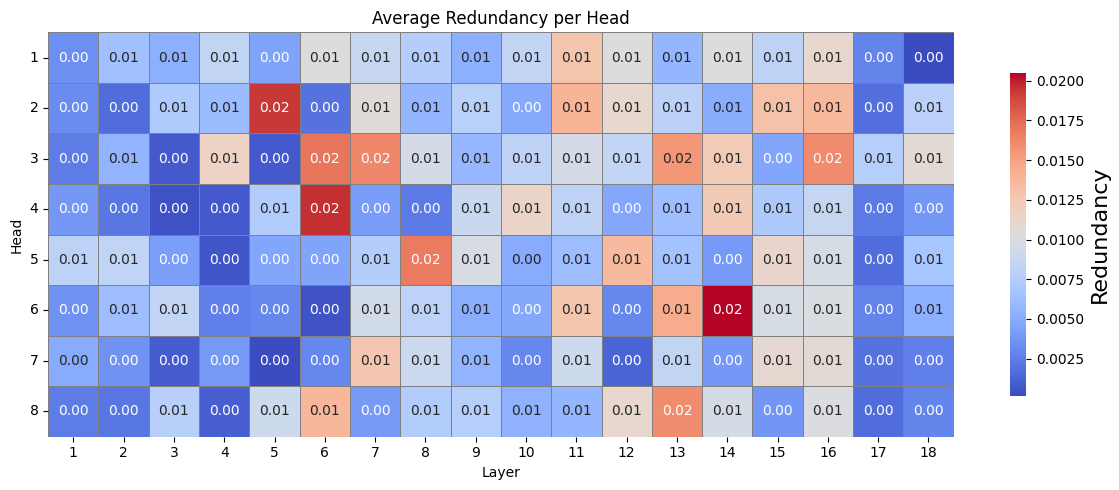 Average Redundancy per Head
1 0.00 0.01 0.01 0.01 0.00 0.01 0.01 0.01 0.01 0.01 0.01 0.01 0.01 0.01 0.01 0.01 0.00 0.00
2 0.00 0.00 0.01 0.01 0.02 0.00 0.01 0.01 0.01 0.00 0.01 0.01 0.01 0.01 0.01 0.01 0.00 0.01
3 0.00 0.01 0.00 0.01 0.00 0.02 0.02 0.01 0.01 0.01 0.01 0.01 0.02 0.01 0.00 0.02 0.01 0.01
4 0.00 0.00 0.00 0.00 0.01 0.02 0.00 0.00 0.01 0.01 0.01 0.00 0.01 0.01 0.01 0.01 0.00 0.00
5 0.01 0.01 0.00 0.00 0.00 0.00 0.01 0.02 0.01 0.00 0.01 0.01 0.01 0.00 0.01 0.01 0.00 0.01
6 0.00 0.01 0.01 0.00 0.00 0.00 0.01 0.01 0.01 0.00 0.01 0.00 0.01 0.02 0.01 0.01 0.00 0.01
7 0.00 0.00 0.00 0.00 0.00 0.00 0.01 0.01 0.01 0.00 0.01 0.00 0.01 0.00 0.01 0.01 0.00 0.00
8 0.00 0.00 0.01 0.00 0.01 0.01 0.00 0.01 0.01 0.01 0.01 0.01 0.02 0.01 0.00 0.01 0.00 0.00
1 2 3 4 5 6 7 8 9 10 11 12 13 14 15 16 17 18
Layer
Head
0.0200
0.0175
0.0150
0.0125
0.0100
0.0075
0.0050
0.0025
Redundancy